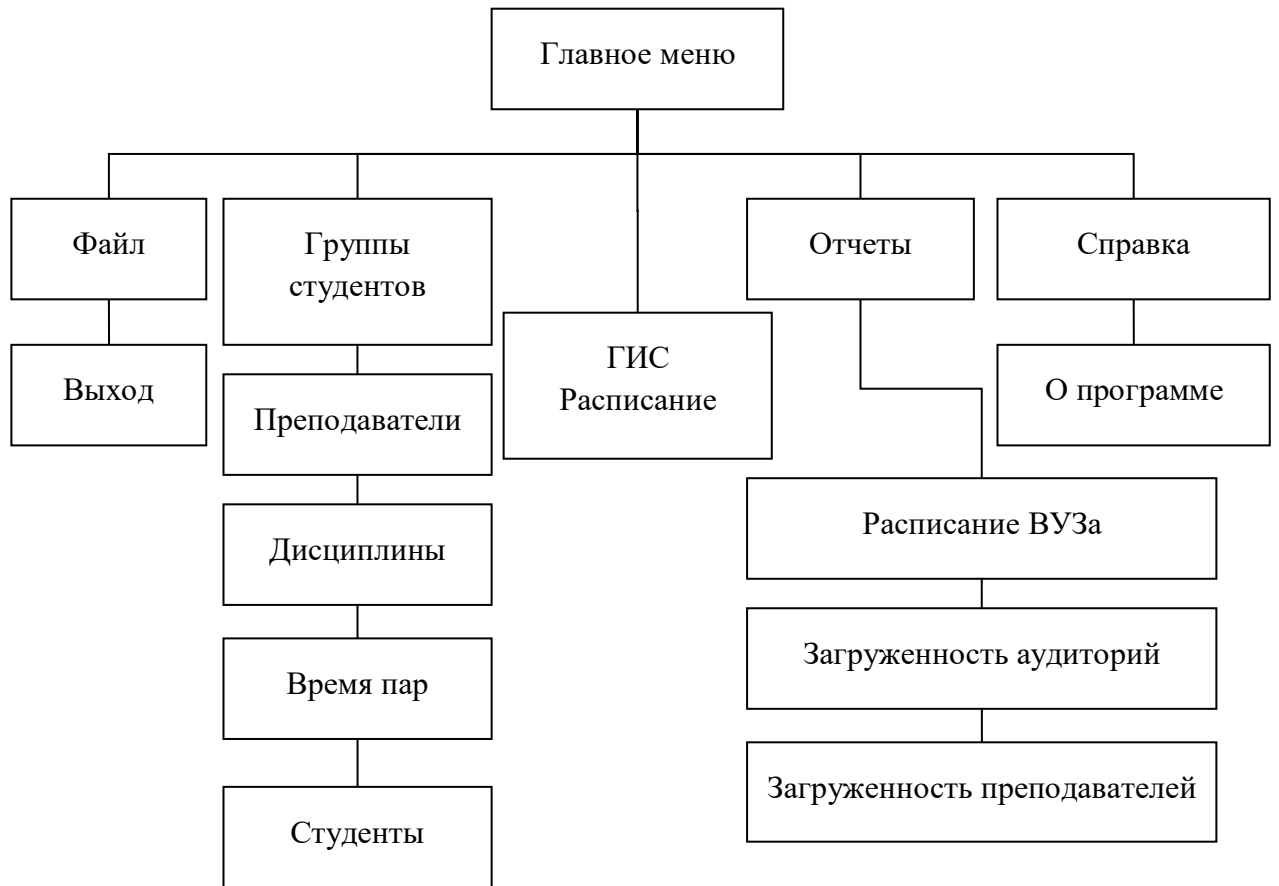 Главное меню
Файл
Группы
студентов
Отчеты
Справка
ГИС
Расписание
Выход
Преподаватели
О программе
Дисциплины
Расписание ВУЗа
Время пар
Загруженность аудиторий
Студенты
Загруженность преподавателей